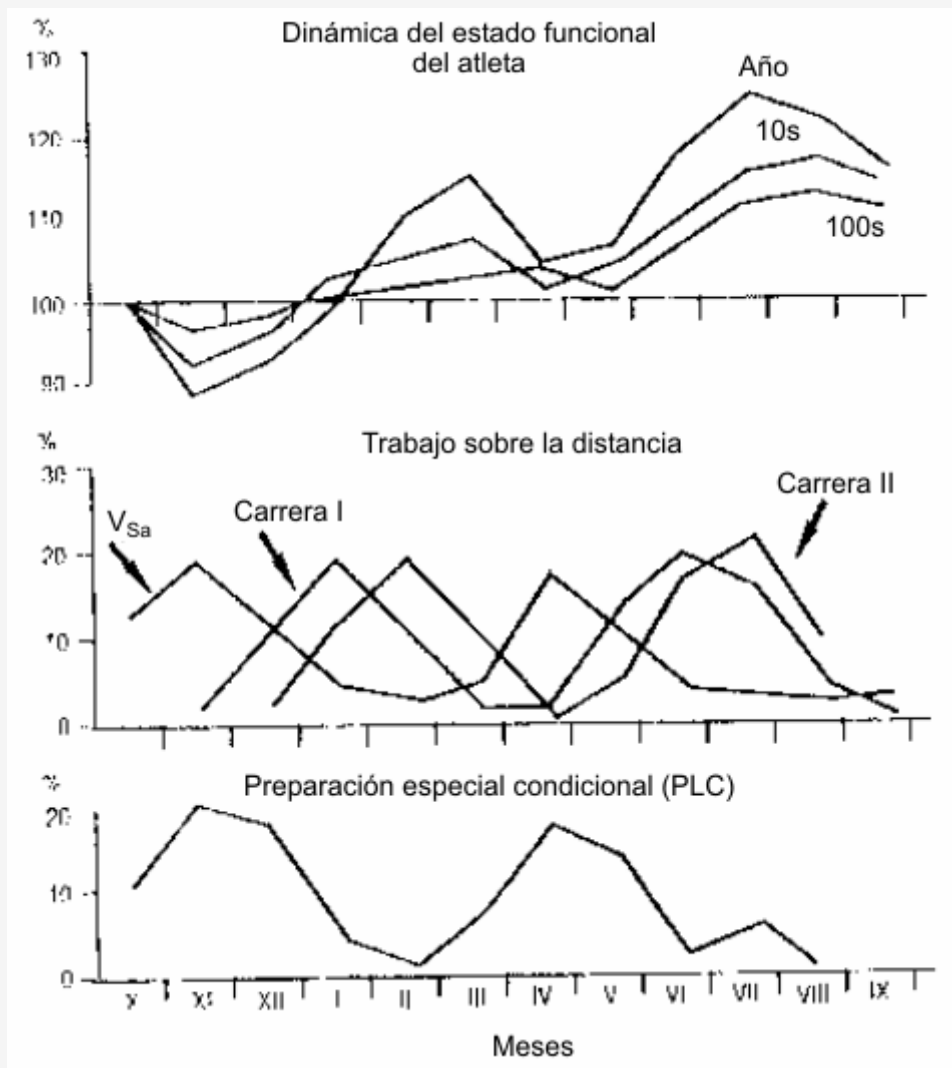 %
Dinámica del estado funcional
del atleta
130
Año
120
10s
110
100s
100
90
%
Trabajo sobre la distancia
30
Carrera II
V_Sa
Carrera I
20
10
0
%
Preparación especial condicional (PLC)
20
10
0
X XI XII I II III IV V VI VII VIII IX
Meses